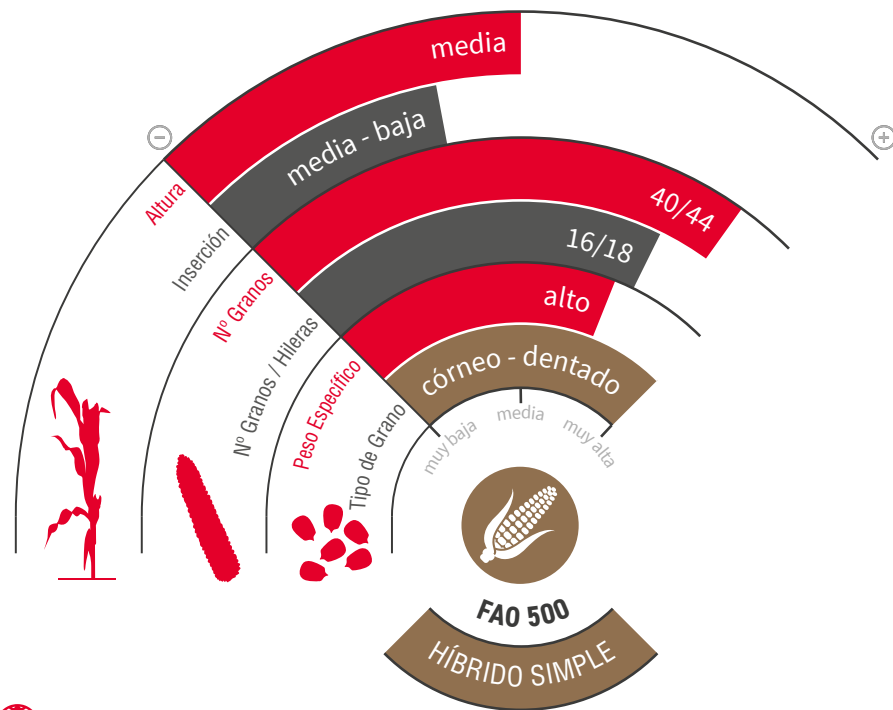 media
media - baja
40/44
16/18
alto
córneo - dentado
Altura
Inserción
Nº Granos
Nº Granos / Hileras
Peso Específico
Tipo de Grano
muy baja
media
muy alta
FAO 500
HÍBRIDO SIMPLE